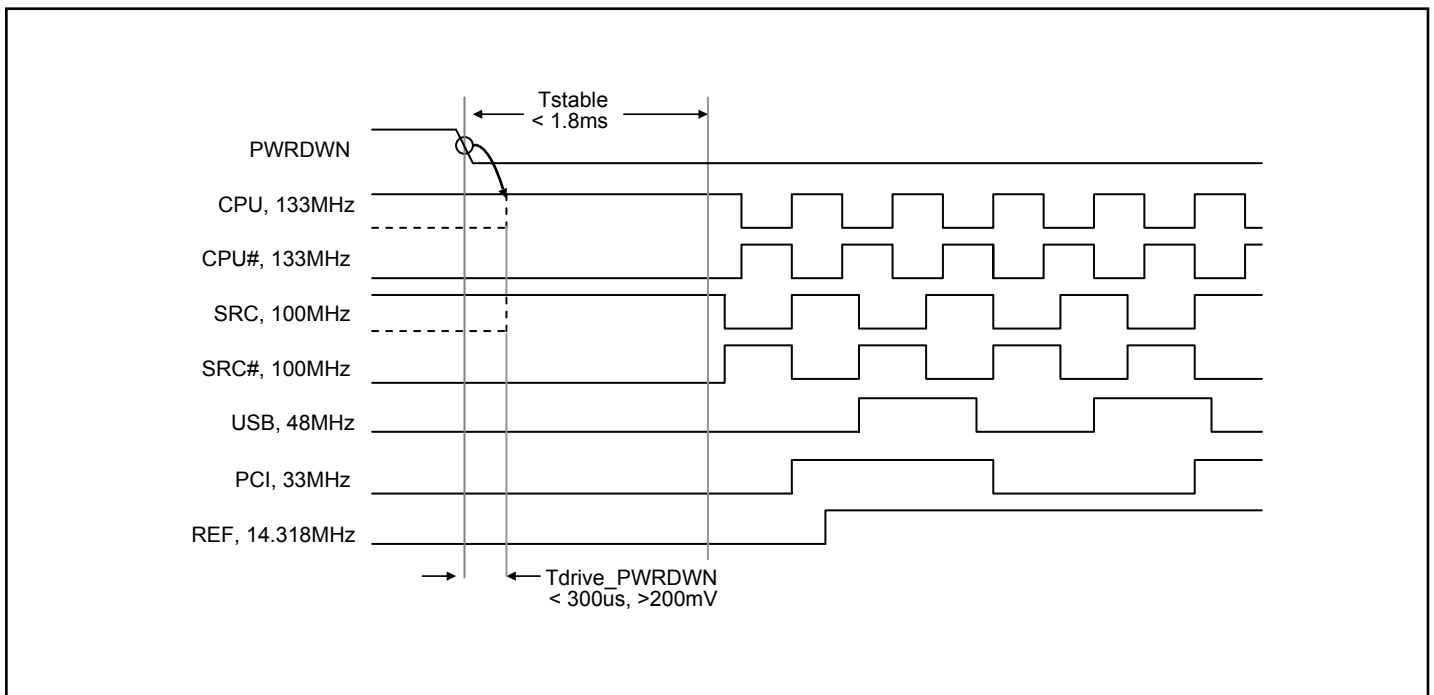 Tstable
< 1.8ms
PWRDWN
CPU, 133MHz
CPU#, 133MHz
SRC, 100MHz
SRC#, 100MHz
USB, 48MHz
PCI, 33MHz
REF, 14.318MHz
Tdrive_PWRDWN
< 300us, >200mV